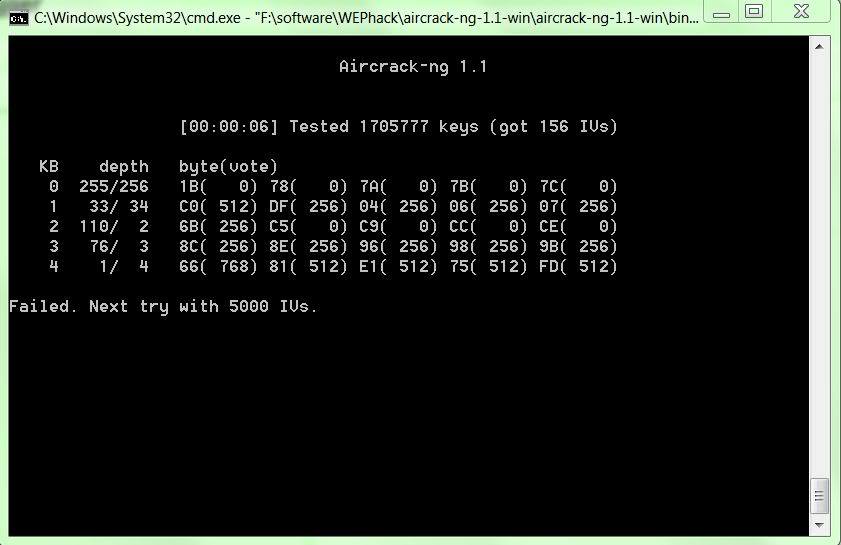 C:\Windows\System32\cmd.exe - "F:\software\WEPhack\aircrack-ng-1.1-win\aircrack-ng-1.1-win\bin...
Aircrack-ng 1.1
[00:00:06] Tested 1705777 keys (got 156 IVs)
KB depth byte(vote)
0 255/256 1B( 0) 78( 0) 7A( 0) 7B( 0) 7C( 0)
1 33/ 34 C0( 512) DF( 256) 04( 256) 06( 256) 07( 256)
2 110/ 2 6B( 256) C5( 0) C9( 0) CC( 0) CE( 0)
3 76/ 3 8C( 256) 8E( 256) 96( 256) 98( 256) 9B( 256)
4 1/ 4 66( 768) 81( 512) E1( 512) 75( 512) FD( 512)
Failed. Next try with 5000 IVs.